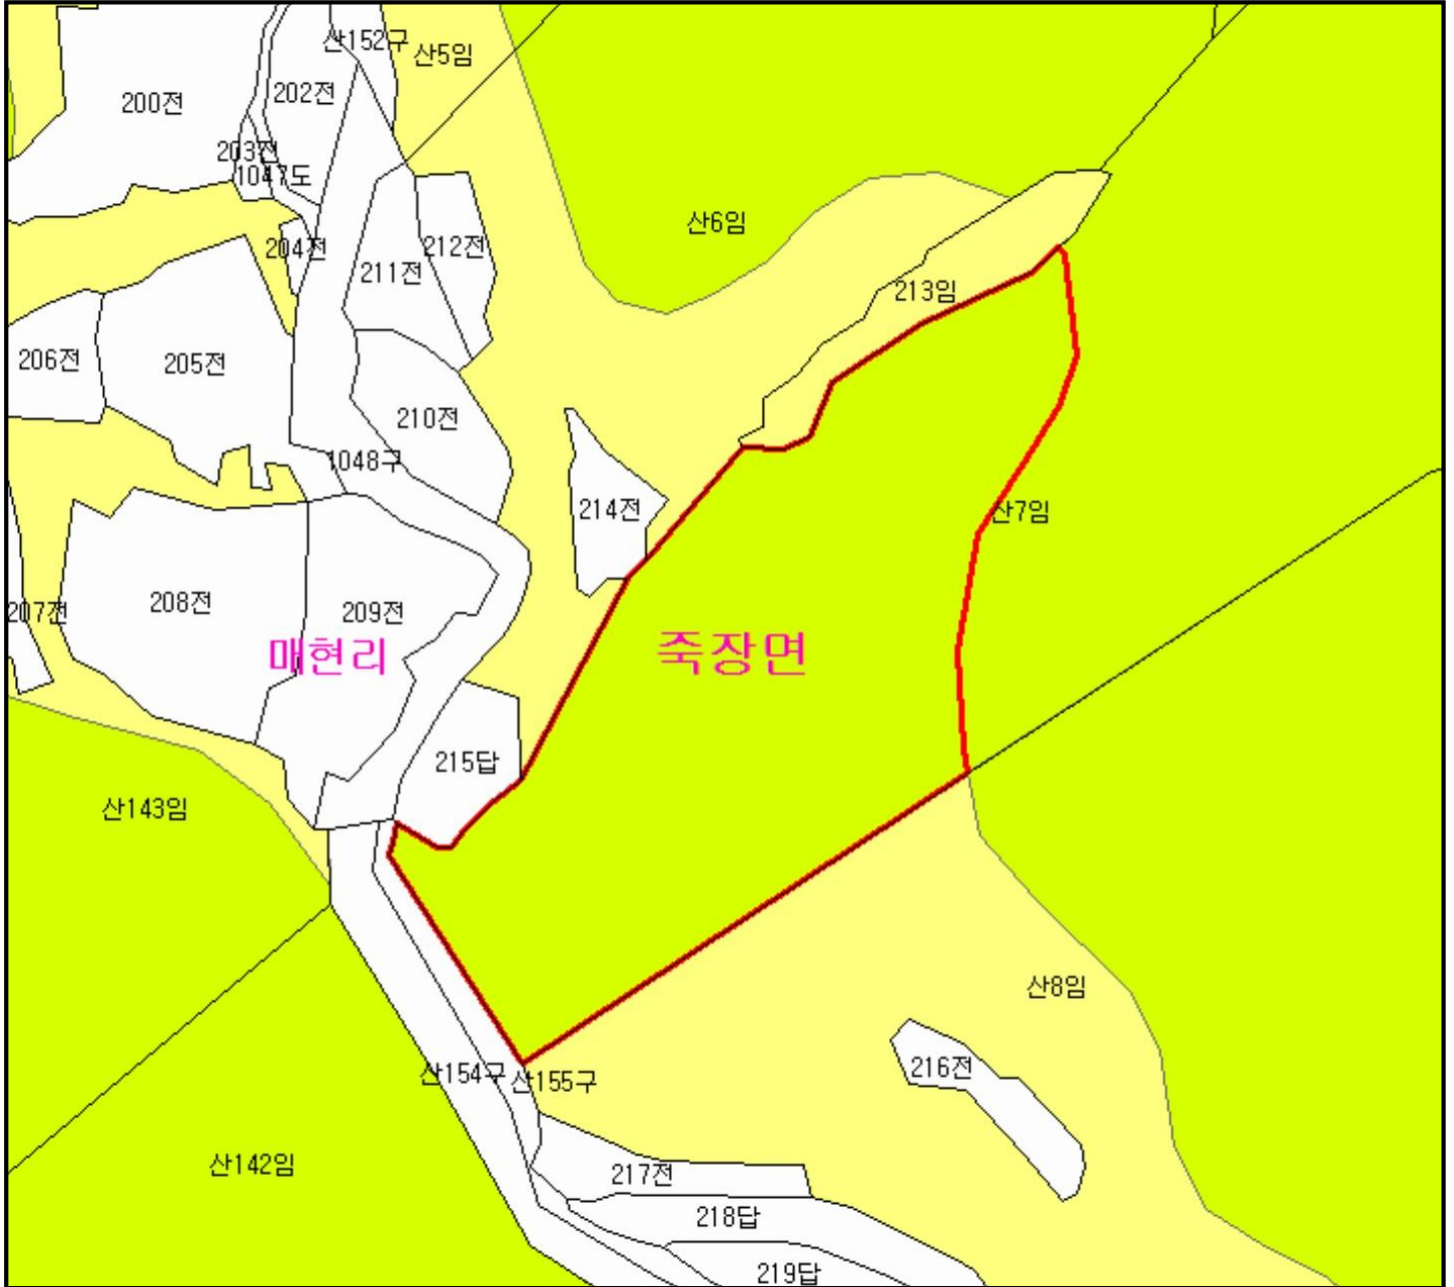 산152구
산5임
200전
202전
203전
1047도
산6임
204전
211전
212전
213임
206전
205전
210전
1048구
214전
산7임
207전
208전
209전
매현리
죽장면
215답
산143임
산8임
산154구
산155구
216전
산142임
217전
218답
219답